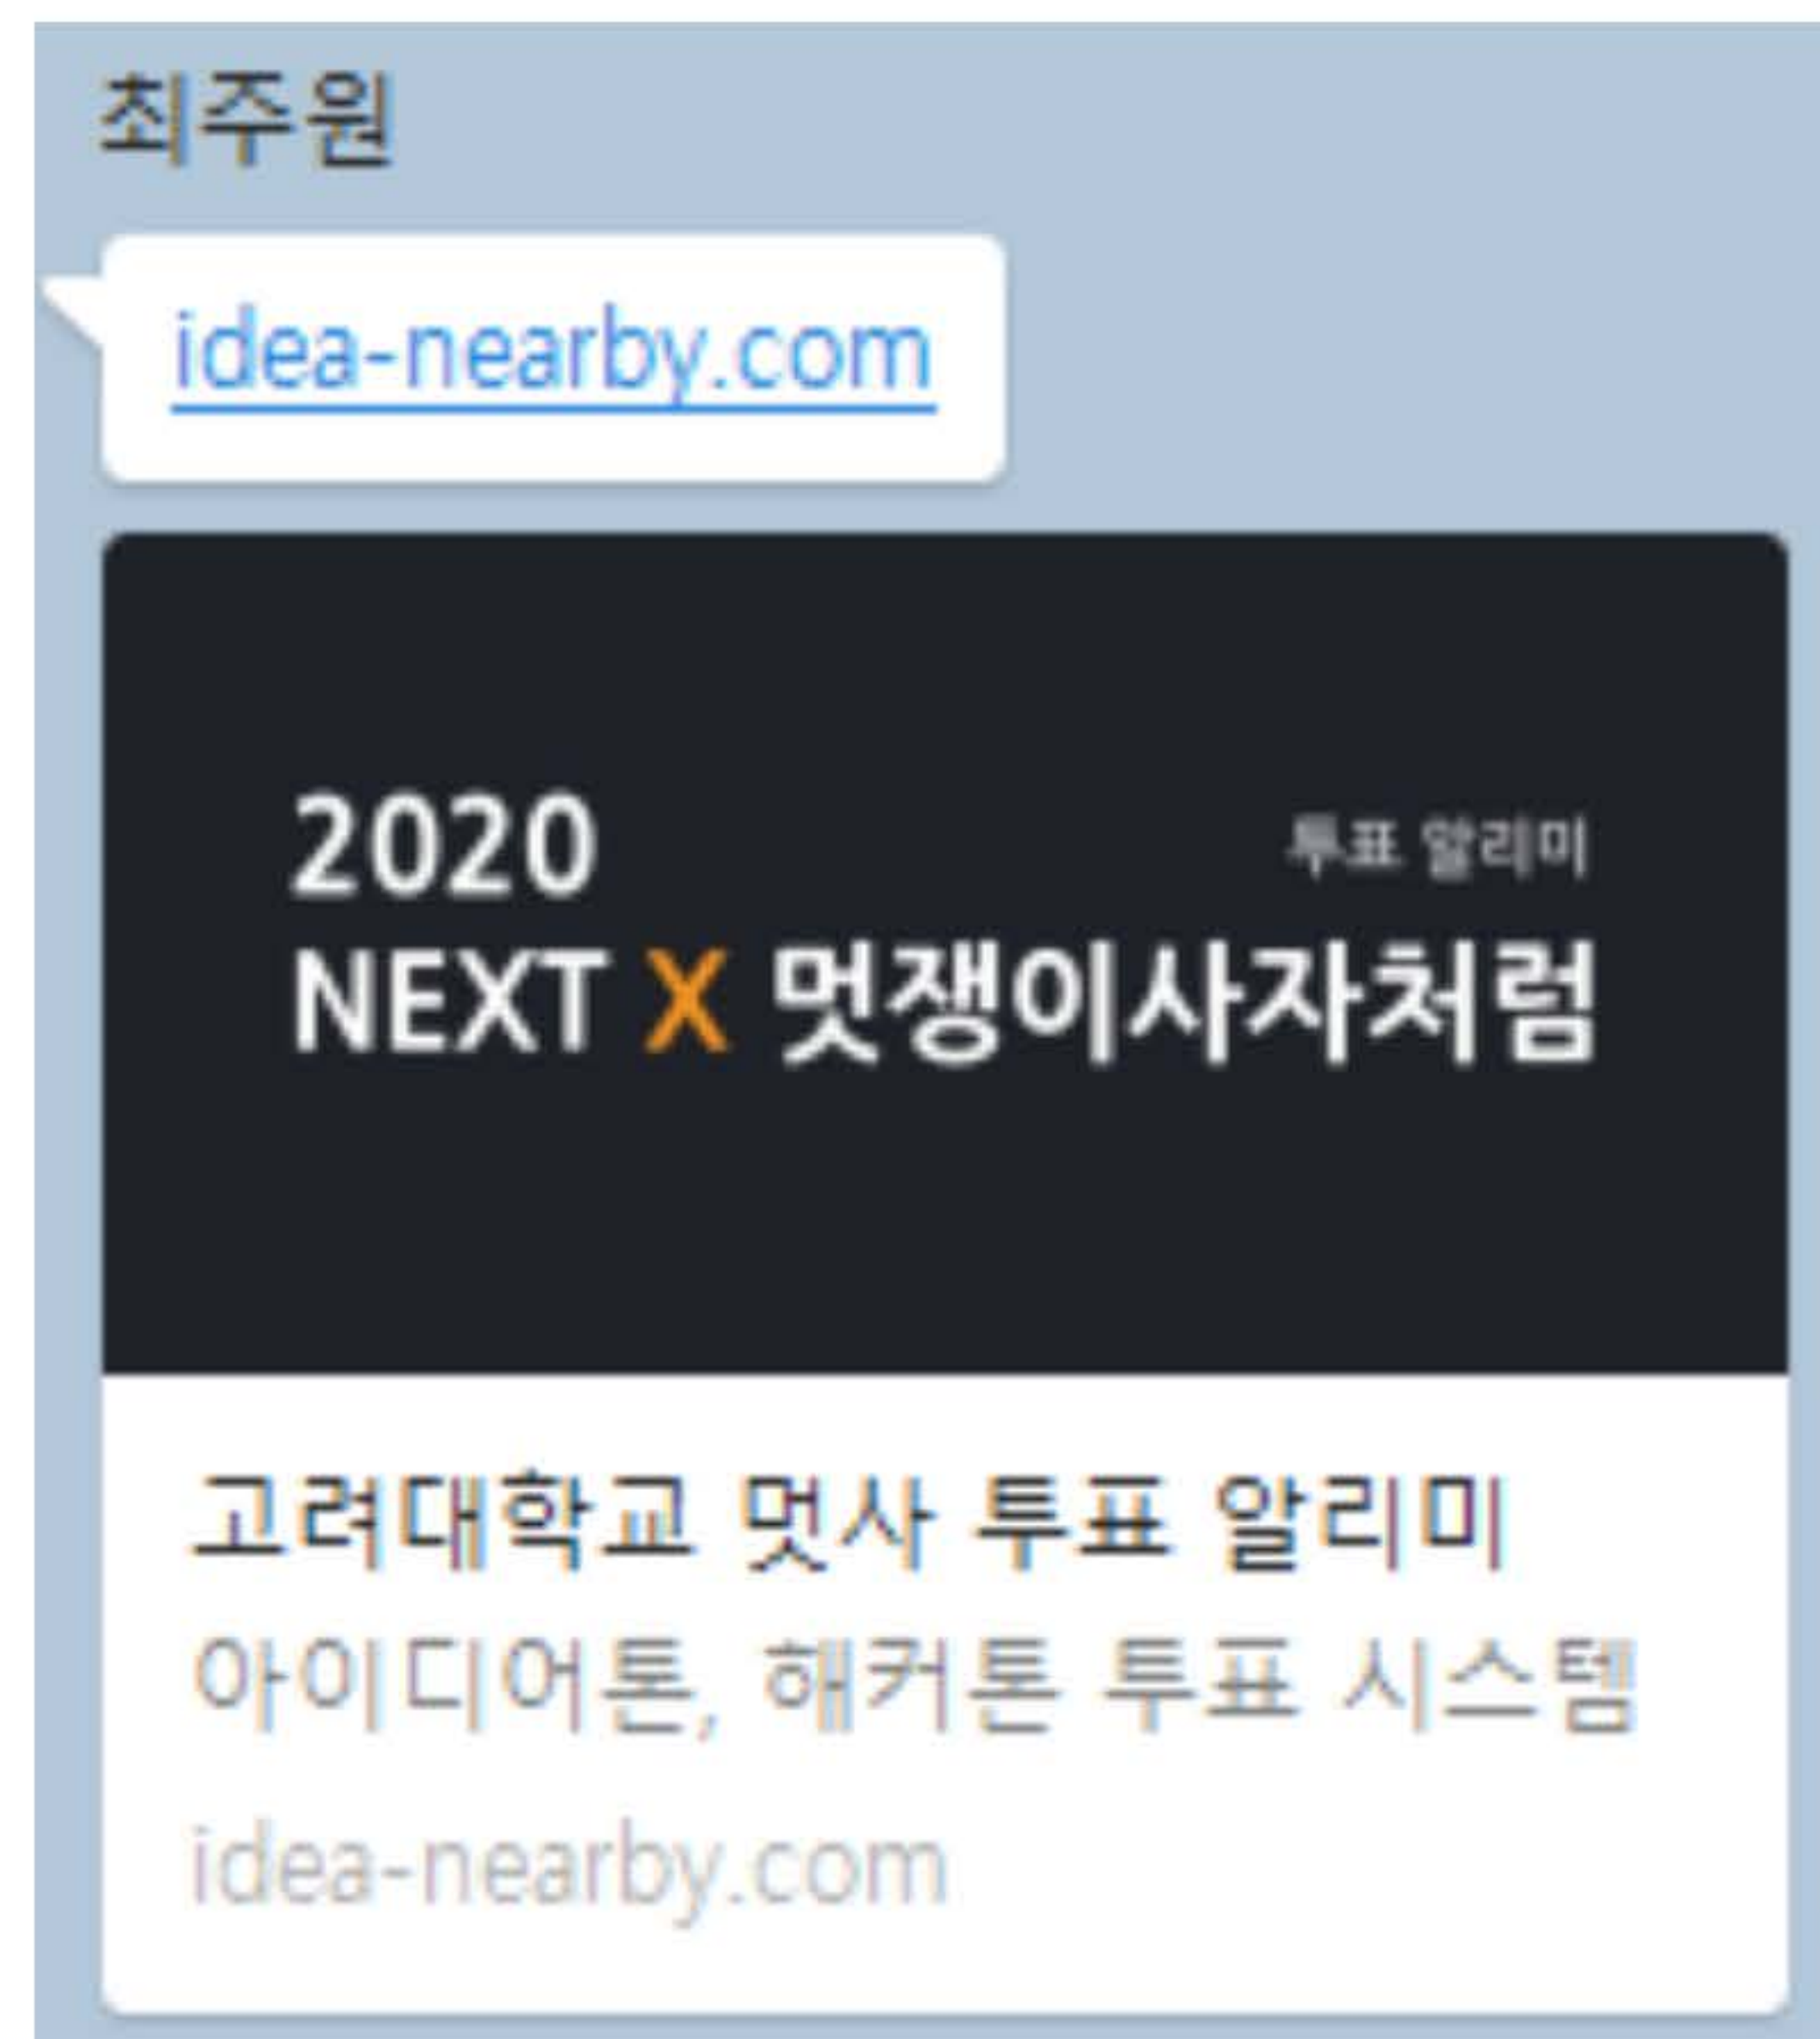 최주원
idea-nearby.com
2020
투표 알리미
NEXT X 멋쟁이사자처럼
고려대학교 멋사 투표 알리미
아이디어톤, 해커톤 투표 시스템
idea-nearby.com